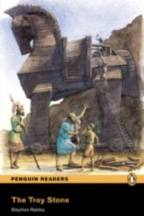 PENGUIN READERS
The Troy Stone
Stephen Rabley